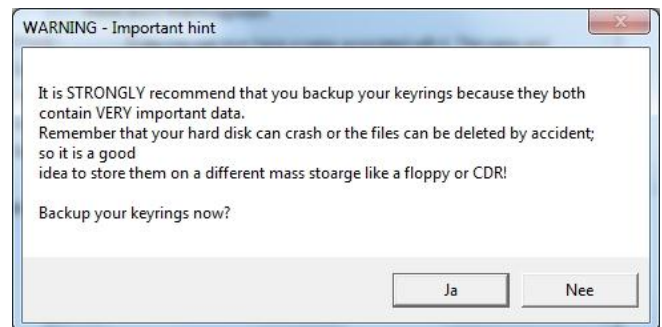 WARNING - Important hint
It is STRONGLY recommend that you backup your keyrings because they both
contain VERY important data.
Remember that your hard disk can crash or the files can be deleted by accident;
so it is a good
idea to store them on a different mass stoarge like a floppy or CDR!
Backup your keyrings now?
Ja
Nee